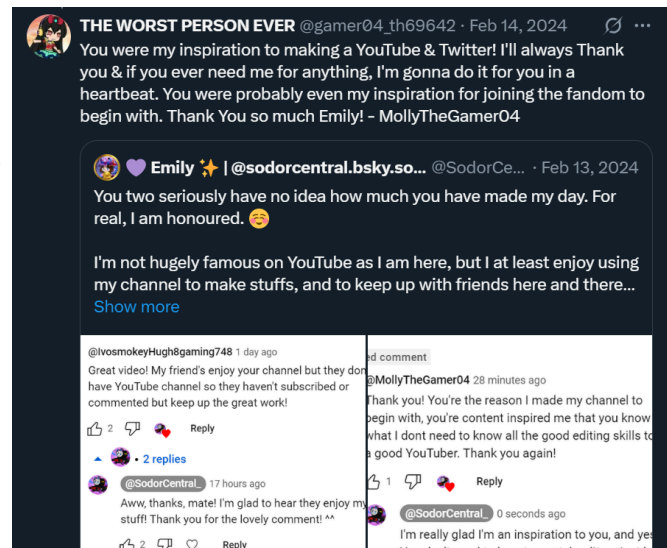 THE WORST PERSON EVER @gamer04_th69642 · Feb 14, 2024
You were my inspiration to making a YouTube & Twitter! I'll always Thank
you & if you ever need me for anything, I'm gonna do it for you in a
heartbeat. You were probably even my inspiration for joining the fandom to
begin with. Thank You so much Emily! - MollyTheGamer04
💜 Emily ✨ | @sodorcentral.bsky.so... @SodorCe... · Feb 13, 2024
You two seriously have no idea how much you have made my day. For
real, I am honoured. ☺️
I'm not hugely famous on YouTube as I am here, but I at least enjoy using
my channel to make stuffs, and to keep up with friends here and there...
Show more
@IvosmokeyHugh8gaming748 1 day ago
Great video! My friend's enjoy your channel but they don
have YouTube channel so they haven't subscribed or
commented but keep up the great work!
2 Reply
2 replies
@SodorCentral_ 17 hours ago
Aww, thanks, mate! I'm glad to hear they enjoy my
stuff! Thank you for the lovely comment! ^^
2 Reply
ed comment
@MollyTheGamer04 28 minutes ago
Thank you! You're the reason I made my channel to
begin with, you're content inspired me that you know
what I dont need to know all the good editing skills to
a good YouTuber. Thank you again!
1 Reply
@SodorCentral_ 0 seconds ago
I'm really glad I'm an inspiration to you, and yes